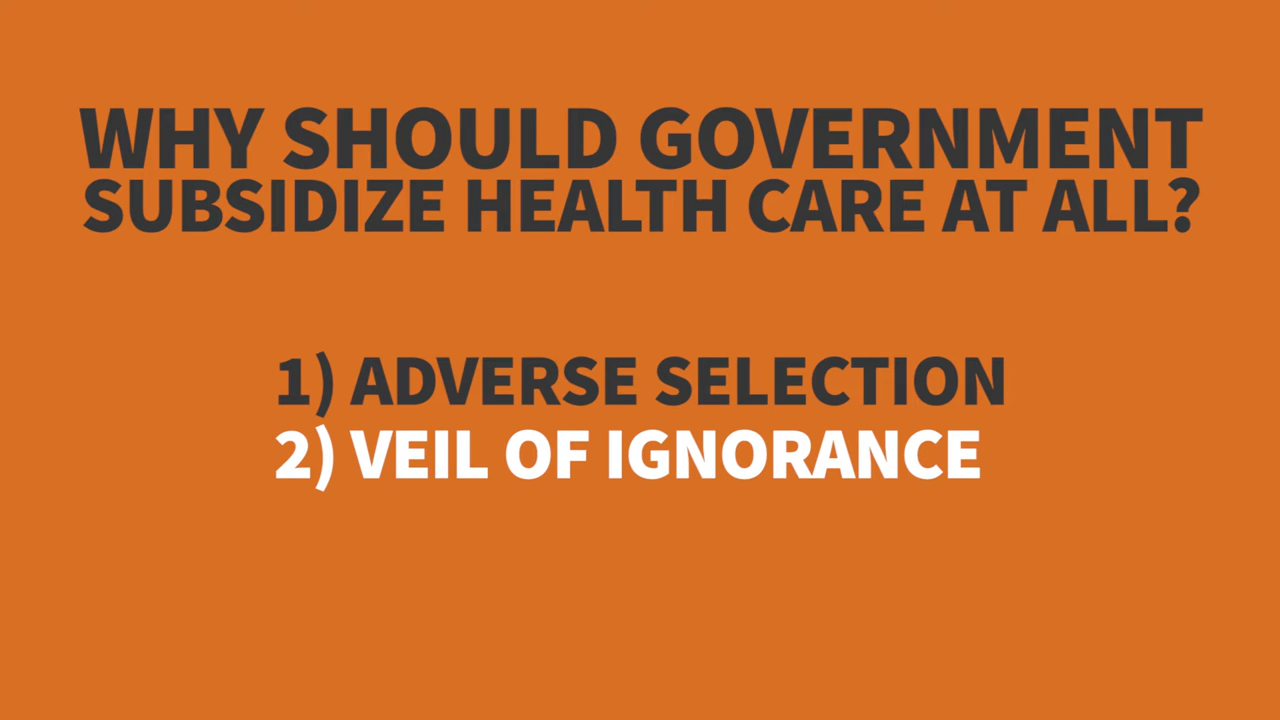 WHY SHOULD GOVERNMENT
SUBSIDIZE HEALTH CARE AT ALL?
1) ADVERSE SELECTION
2) VEIL OF IGNORANCE